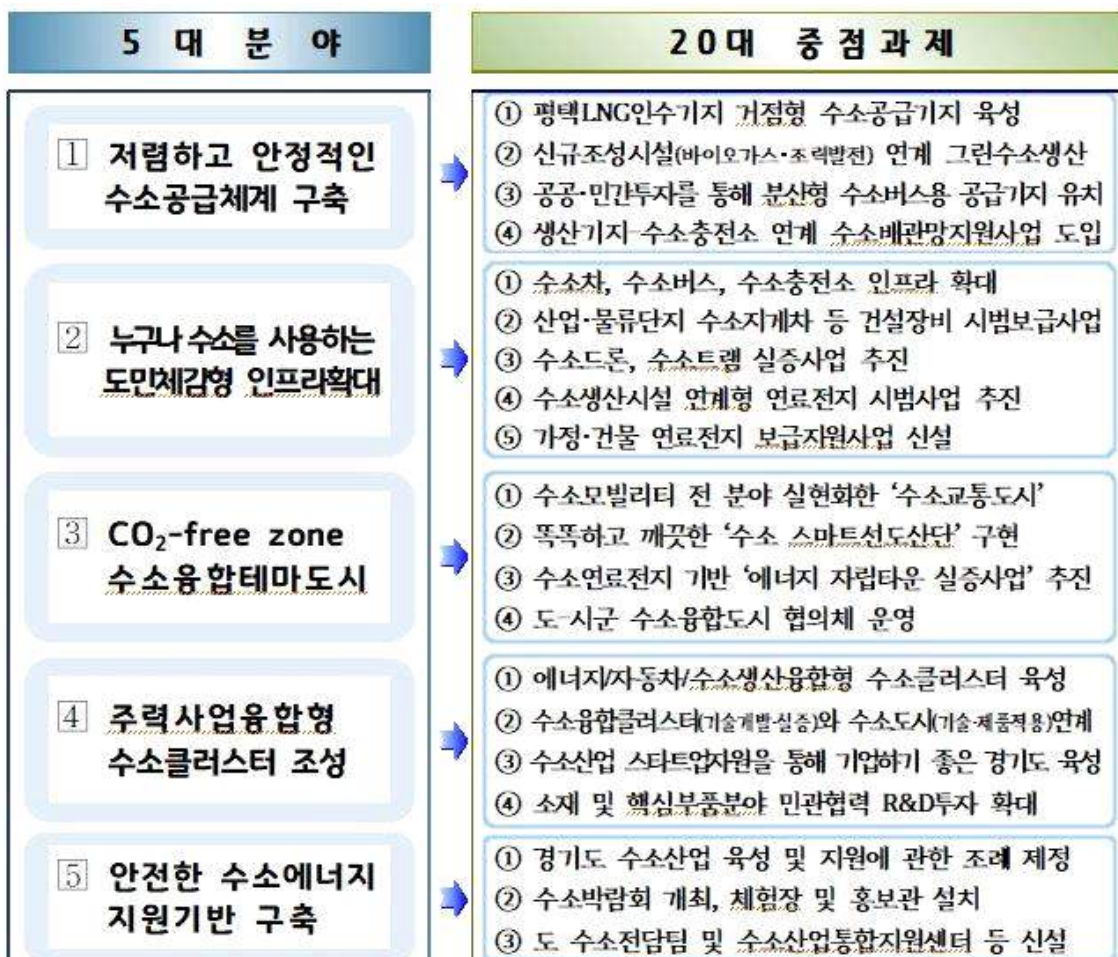 5 대 분 야
20대 중점과제
1 저렴하고 안정적인
수소공급체계 구축
① 평택LNG인수기지 거점형 수소공급기지 육성
② 신규조성시설(바이오가스·조력발전) 연계 그린수소생산
③ 공공·민간투자를 통해 분산형 수소버스용 공급기지 유치
④ 생산기지-수소충전소 연계 수소배관망지원사업 도입
2 누구나 수소를 사용하는
도민체감형 인프라확대
① 수소차, 수소버스, 수소충전소 인프라 확대
② 산업·물류단지 수소지게차 등 건설장비 시범보급사업
③ 수소드론, 수소트램 실증사업 추진
④ 수소생산시설 연계형 연료전지 시범사업 추진
⑤ 가정·건물 연료전지 보급지원사업 신설
3 CO₂-free zone
수소융합테마도시
① 수소모빌리티 전 분야 실현화한 ‘수소교통도시’
② 똑똑하고 깨끗한 ‘수소 스마트선도산단’ 구현
③ 수소연료전지 기반 ‘에너지 자립타운 실증사업’ 추진
④ 도-시군 수소융합도시 협의체 운영
4 주력사업융합형
수소클러스터 조성
① 에너지/자동차/수소생산융합형 수소클러스터 육성
② 수소융합클러스터(기술개발·실증)와 수소도시(기술·제품적용)연계
③ 수소산업 스타트업지원을 통해 기업하기 좋은 경기도 육성
④ 소재 및 핵심부품분야 민관협력 R&D투자 확대
5 안전한 수소에너지
지원기반 구축
① 경기도 수소산업 육성 및 지원에 관한 조례 제정
② 수소박람회 개최, 체험장 및 홍보관 설치
③ 도 수소전담팀 및 수소산업통합지원센터 등 신설